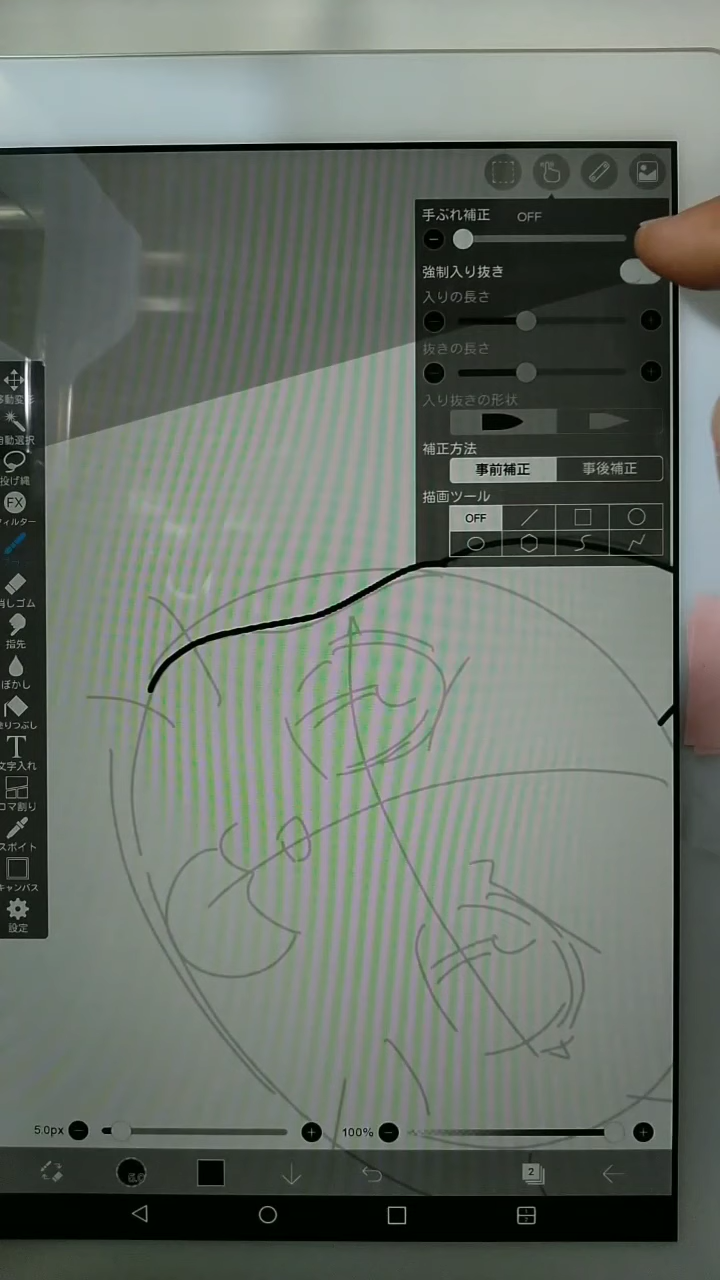 手ぶれ補正 OFF
強制入り抜き
入りの長さ
抜きの長さ
入り抜きの形状
補正方法
事前補正 事後補正
描画ツール
OFF
移動変形
自動選択
投げ縄
FX
フィルター
消しゴム
指先
ぼかし
塗りつぶし
T
文字入れ
コマ割り
スポイト
キャンバス
設定
5.0px 100%
2